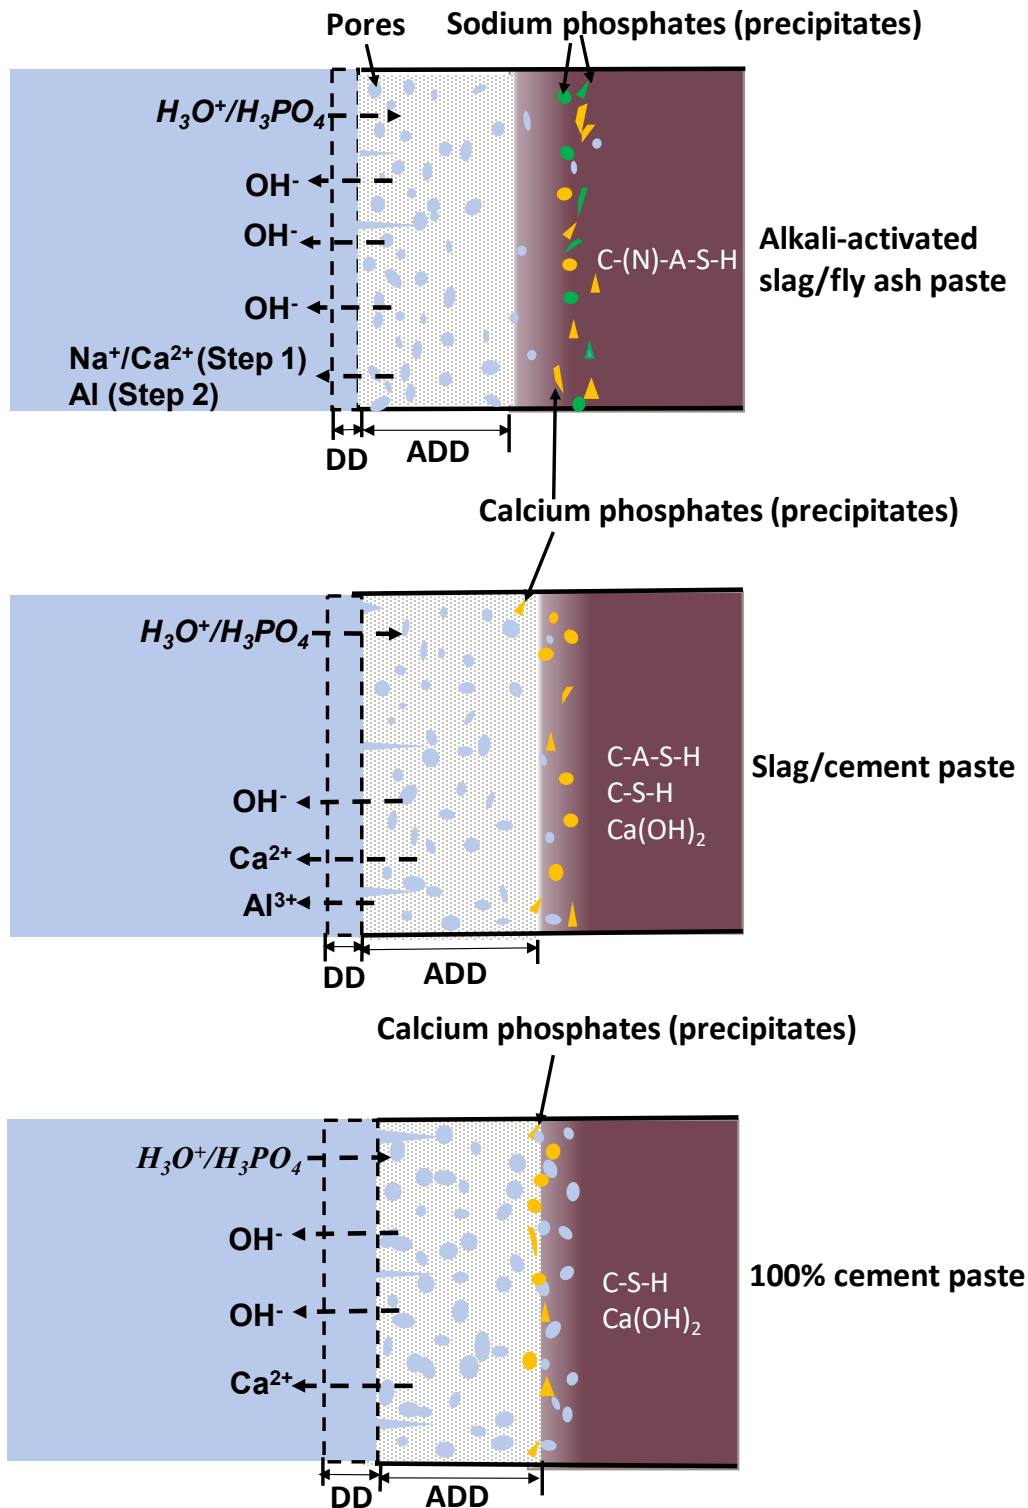 Pores
Sodium phosphates (precipitates)
H₃O⁺/H₃PO₄
OH⁻
OH⁻
OH⁻
Na⁺/Ca²⁺ (Step 1)
Al (Step 2)
C-(N)-A-S-H
Alkali-activated
slag/fly ash paste
DD
ADD
Calcium phosphates (precipitates)
H₃O⁺/H₃PO₄
OH⁻
Ca²⁺
Al³⁺
C-A-S-H
C-S-H
Ca(OH)₂
Slag/cement paste
DD
ADD
Calcium phosphates (precipitates)
H₃O⁺/H₃PO₄
OH⁻
OH⁻
Ca²⁺
C-S-H
Ca(OH)₂
100% cement paste
DD
ADD